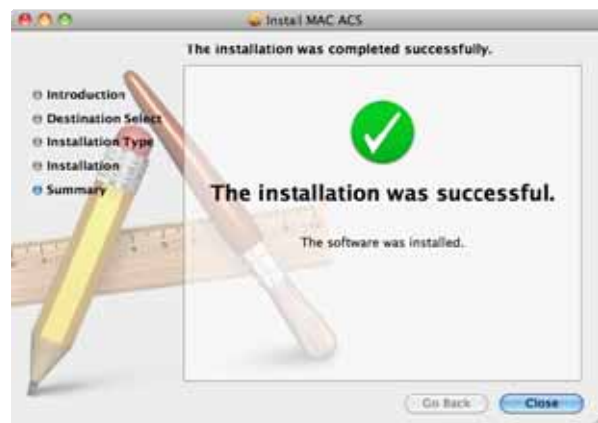 Install MAC ACS
The installation was completed successfully.
Introduction
Destination Select
Installation Type
Installation
Summary
The installation was successful.
The software was installed.
Go Back
Close